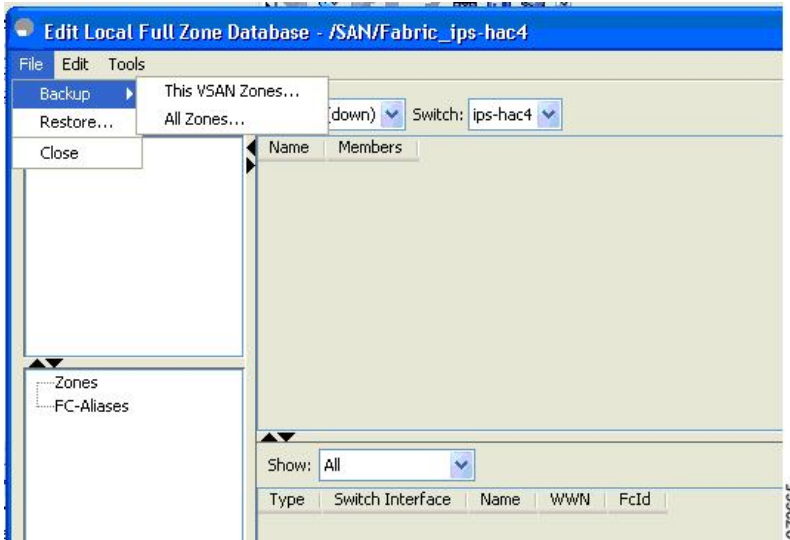 Edit Local Full Zone Database - /SAN/Fabric_ips-hac4
File Edit Tools
Backup This VSAN Zones...
Restore... All Zones...
Close
(down) Switch: ips-hac4
Name Members
Zones
FC-Aliases
Show: All
Type Switch Interface Name WWN FcId